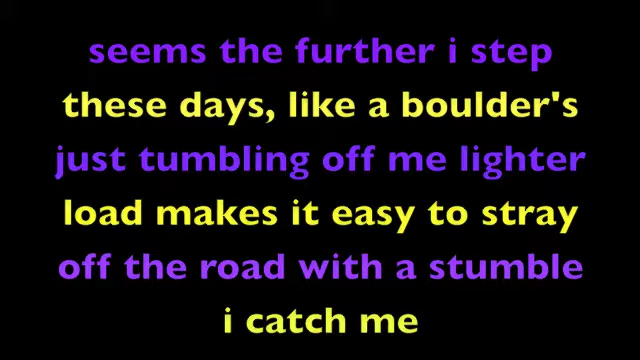 seems the further i step
these days, like a boulder's
just tumbling off me lighter
load makes it easy to stray
off the road with a stumble
i catch me